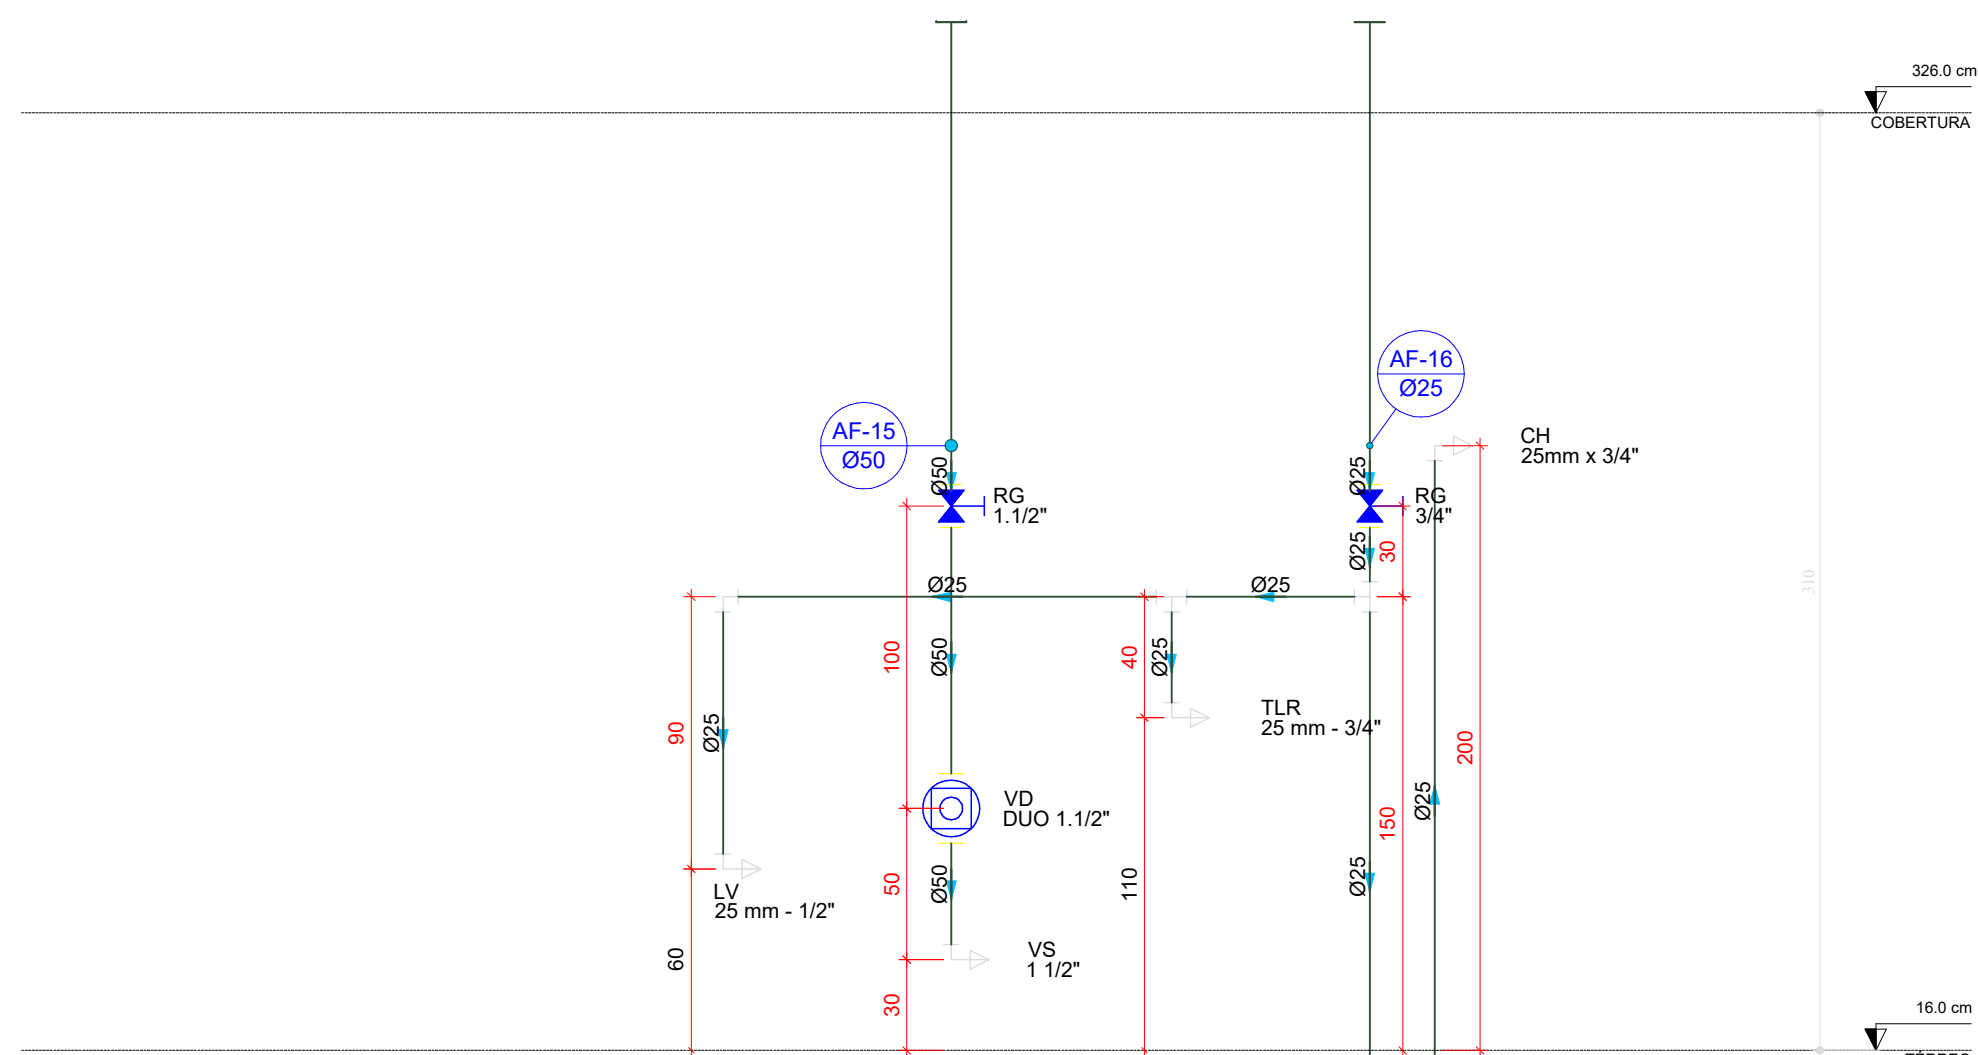 326.0 cm
COBERTURA
AF-16
Ø25
AF-15
Ø50
CH
25mm x 3/4"
Ø50
Ø25
RG
1.1/2"
RG
3/4"
Ø25
30
Ø25
Ø25
310
100
Ø50
40
Ø25
TLR
25 mm - 3/4"
90
Ø25
200
VD
DUO 1.1/2"
Ø25
150
LV
25 mm - 1/2"
50
Ø50
110
Ø25
VS
1 1/2"
60
30
16.0 cm